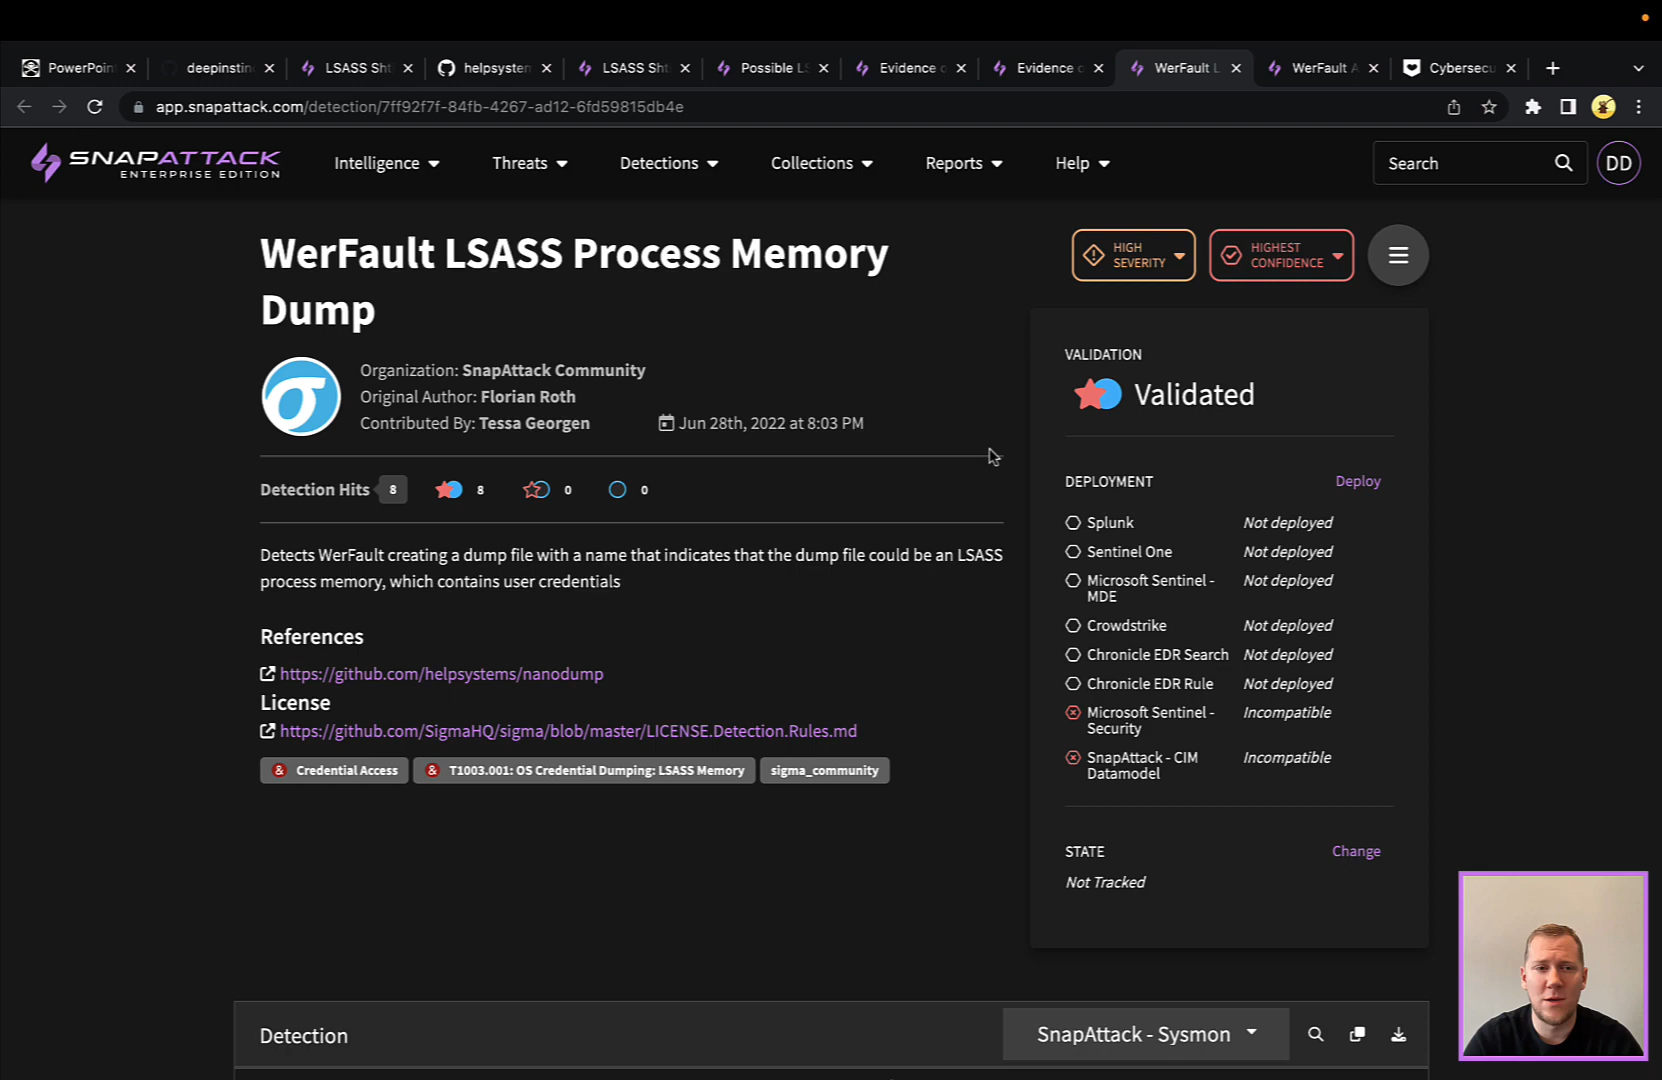 PowerPoin
deepinstin
LSASS Sht
helpsystem
LSASS Sht
Possible LS
Evidence o
Evidence o
WerFault L
WerFault A
Cybersecu
app.snapattack.com/detection/7ff92f7f-84fb-4267-ad12-6fd59815db4e
SNAPATTACK
ENTERPRISE EDITION
Intelligence
Threats
Detections
Collections
Reports
Help
Search
DD
WerFault LSASS Process Memory
Dump
HIGH
SEVERITY
HIGHEST
CONFIDENCE
Organization: SnapAttack Community
Original Author: Florian Roth
Contributed By: Tessa Georgen
Jun 28th, 2022 at 8:03 PM
Detection Hits 8 8 0 0
Detects WerFault creating a dump file with a name that indicates that the dump file could be an LSASS
process memory, which contains user credentials
References
https://github.com/helpsystems/nanodump
License
https://github.com/SigmaHQ/sigma/blob/master/LICENSE.Detection.Rules.md
& Credential Access
& T1003.001: OS Credential Dumping: LSASS Memory
sigma_community
VALIDATION
Validated
DEPLOYMENT Deploy
Splunk Not deployed
Sentinel One Not deployed
Microsoft Sentinel - Not deployed
MDE
Crowdstrike Not deployed
Chronicle EDR Search Not deployed
Chronicle EDR Rule Not deployed
Microsoft Sentinel - Incompatible
Security
SnapAttack - CIM Incompatible
Datamodel
STATE Change
Not Tracked
Detection
SnapAttack - Sysmon